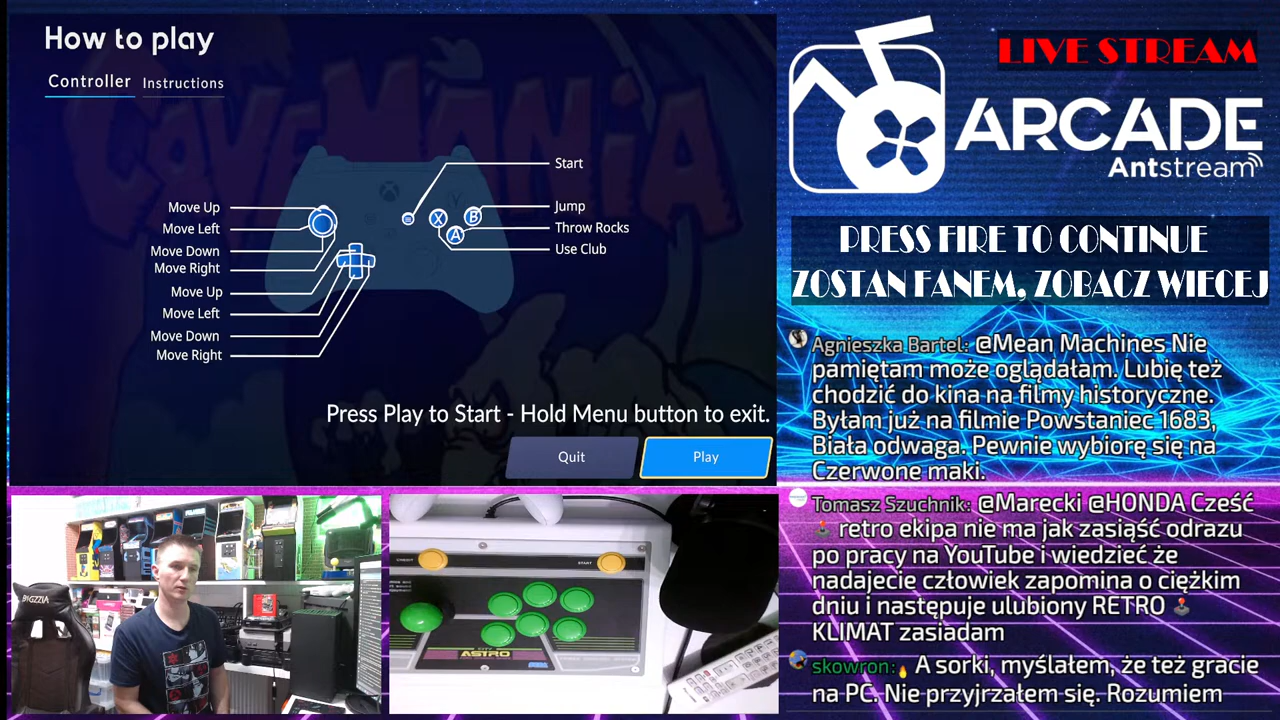 How to play
Controller Instructions
CAVEMANIA
Start
Jump
Throw Rocks
Use Club
X
B
A
Move Up
Move Left
Move Down
Move Right
Move Up
Move Left
Move Down
Move Right
Press Play to Start - Hold Menu button to exit.
Quit
Play
LIVE STREAM
ARCADE
Antstream
PRESS FIRE TO CONTINUE
ZOSTAN FANEM, ZOBACZ WIECEJ
Agnieszka Bartel: @Mean Machines Nie
pamiętam może oglądałam. Lubię też
chodzić do kina na filmy historyczne.
Byłam już na filmie Powstaniec 1683,
Biała odwaga. Pewnie wybiorę się na
Czerwone maki.
Tomasz Szuchnik: @Marecki @HONDA Cześć
retro ekipa nie ma jak zasiąść odrazu
po pracy na YouTube i wiedzieć że
nadajecie człowiek zapomina o ciężkim
dniu i następuje ulubiony RETRO
KLIMAT zasiadam
skowron: A sorki, myślałem, że też gracie
na PC. Nie przyjrzałem się. Rozumiem
CREDIT
START
CITY
ASTRO
SEGA